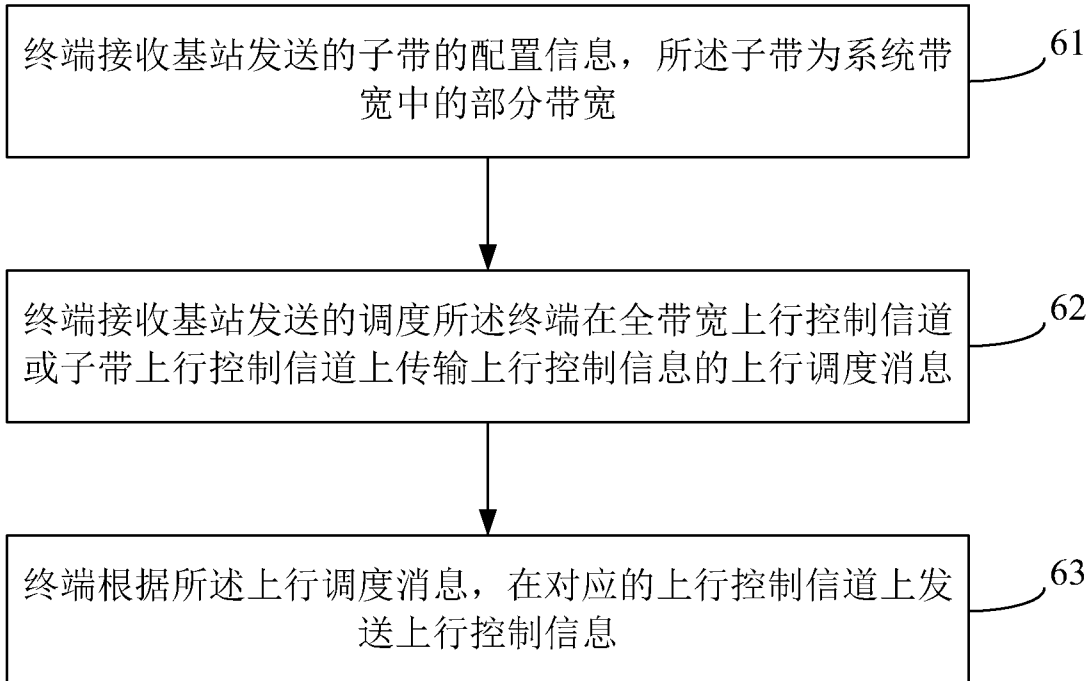 终端接收基站发送的子带的配置信息，所述子带为系统带
宽中的部分带宽
61
终端接收基站发送的调度所述终端在全带宽上行控制信道
或子带上行控制信道上传输上行控制信息的上行调度消息
62
终端根据所述上行调度消息，在对应的上行控制信道上发
送上行控制信息
63